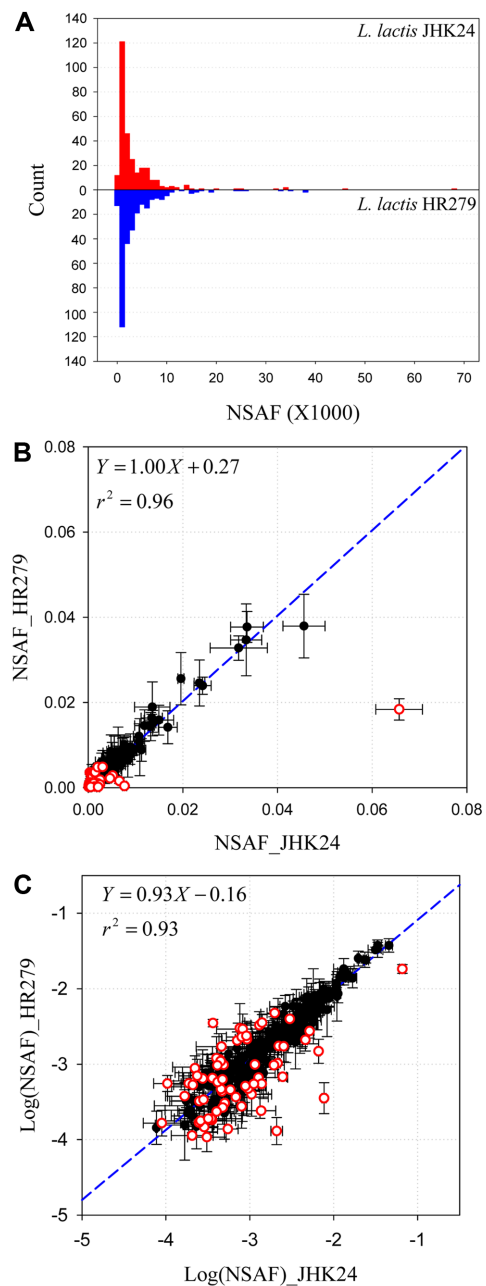 A
140
120
100
80
60
40
20
0
20
40
60
80
100
120
140
Count
L. lactis JHK24
L. lactis HR279
0 10 20 30 40 50 60 70
NSAF (X1000)
B
0.08
0.06
0.04
0.02
0.00
NSAF_HR279
Y = 1.00X + 0.27
r² = 0.96
0.00 0.02 0.04 0.06 0.08
NSAF_JHK24
C
-1
-2
-3
-4
-5
Log(NSAF)_HR279
Y = 0.93X − 0.16
r² = 0.93
-5 -4 -3 -2 -1
Log(NSAF)_JHK24